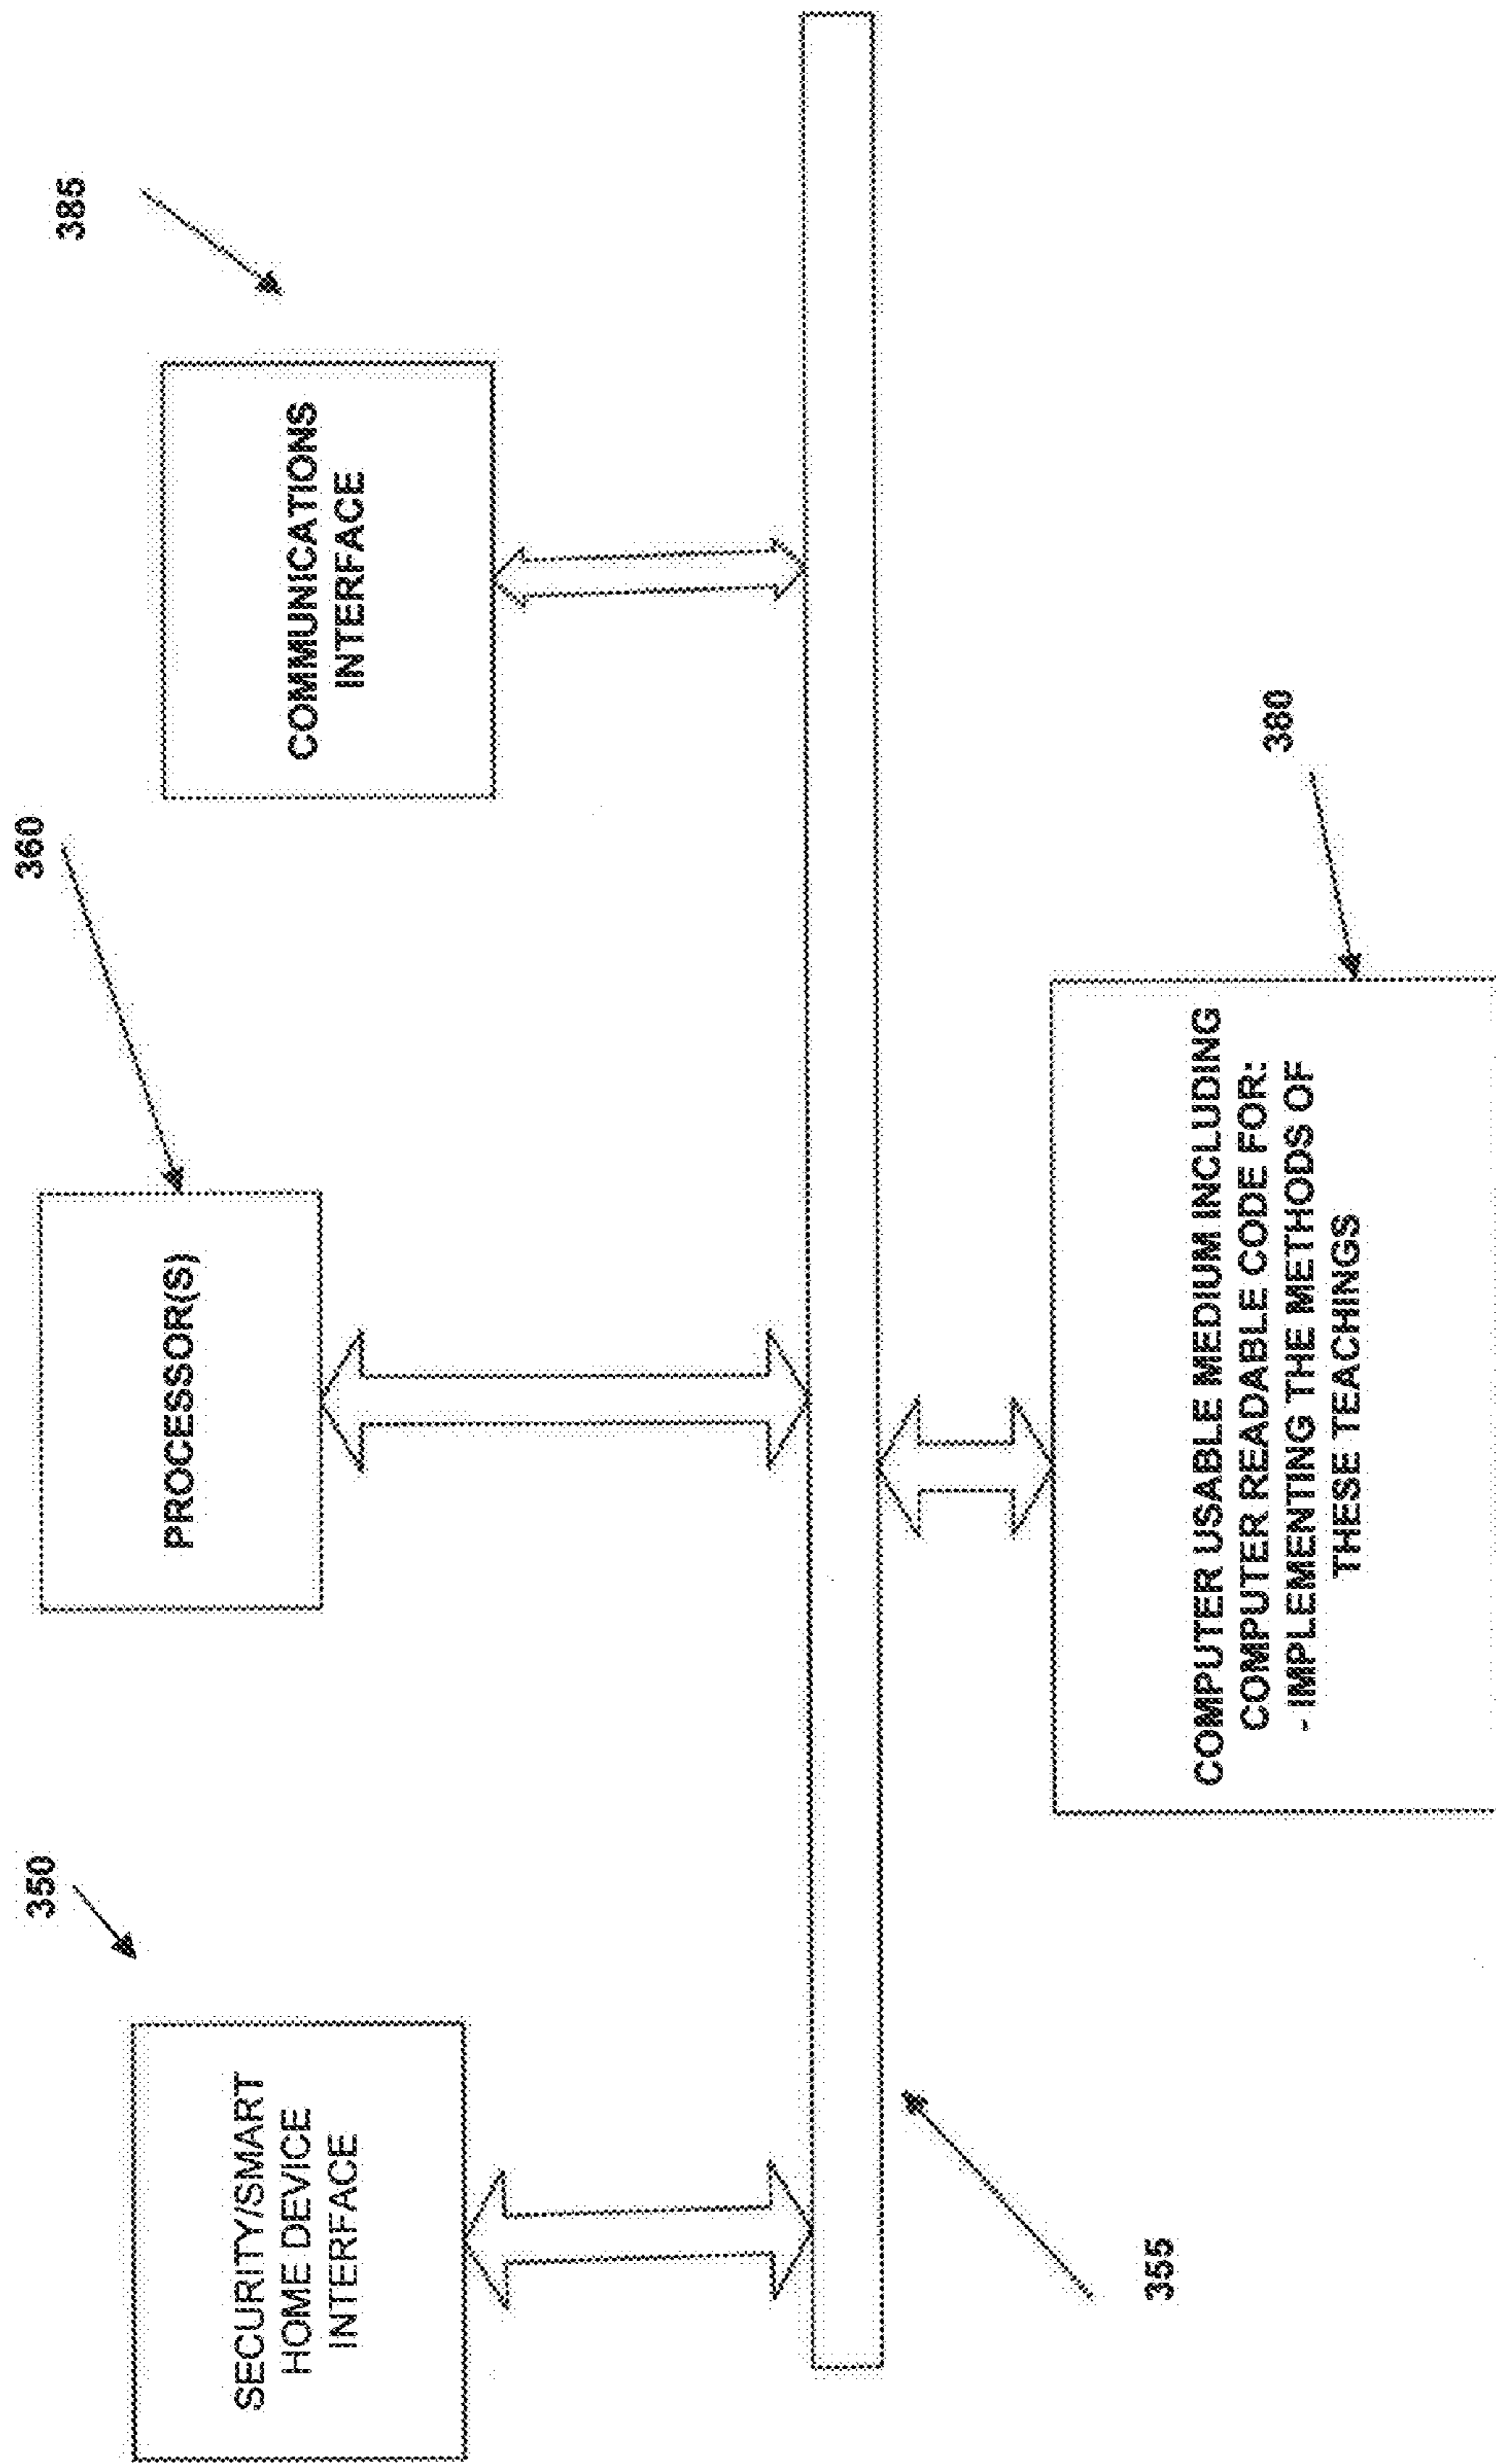 350
SECURITY/SMART
HOME DEVICE
INTERFACE
360
PROCESSOR(S)
385
COMMUNICATIONS
INTERFACE
355
380
COMPUTER USABLE MEDIUM INCLUDING
COMPUTER READABLE CODE FOR:
- IMPLEMENTING THE METHODS OF
THESE TEACHINGS